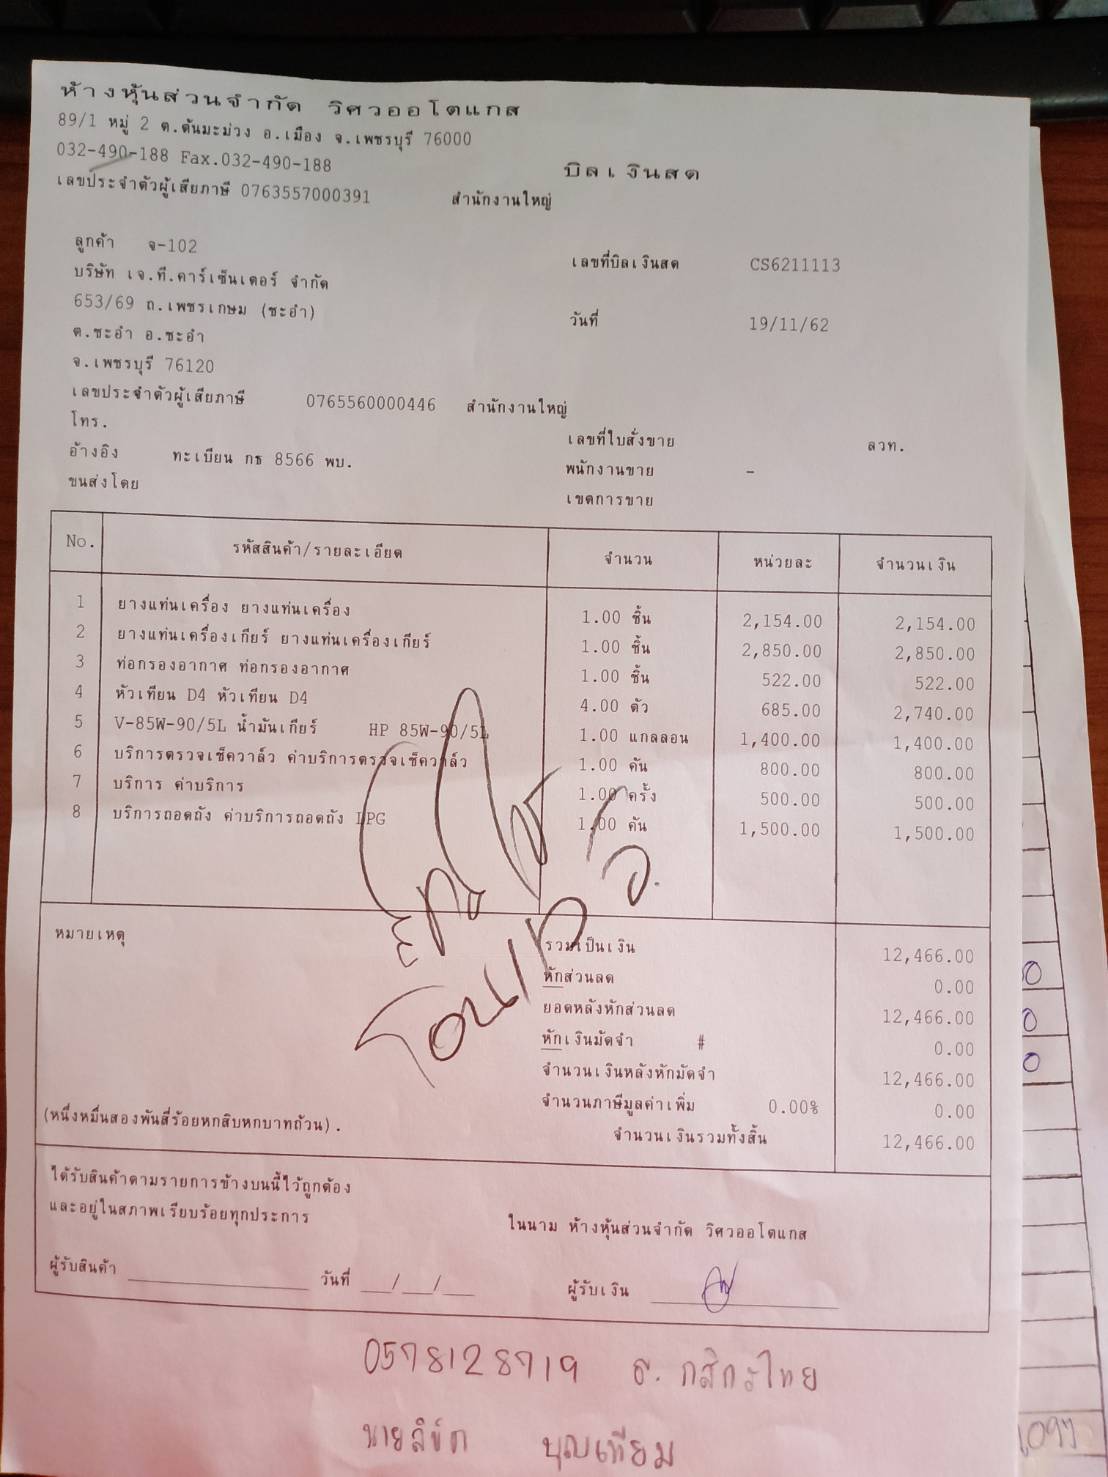 ห้างหุ้นส่วนจำกัด วิศวออโตแกส
89/1 หมู่ 2 ต.ต้นมะม่วง อ.เมือง จ.เพชรบุรี 76000
032-490-188 Fax.032-490-188
บิลเงินสด
เลขประจำตัวผู้เสียภาษี 0763557000391 สำนักงานใหญ่
ลูกค้า จ-102
เลขที่บิลเงินสด CS6211113
บริษัท เจ.ที.คาร์เซ็นเตอร์ จำกัด
653/69 ถ.เพชรเกษม (ชะอำ)
วันที่ 19/11/62
ต.ชะอำ อ.ชะอำ
จ.เพชรบุรี 76120
เลขประจำตัวผู้เสียภาษี 0765560000446 สำนักงานใหญ่
โทร.
เลขที่ใบสั่งขาย ลวท.
อ้างอิง ทะเบียน กธ 8566 พบ.
พนักงานขาย -
ขนส่งโดย
เขตการขาย
No. รหัสสินค้า/รายละเอียด จำนวน หน่วยละ จำนวนเงิน
1 ยางแท่นเครื่อง ยางแท่นเครื่อง 1.00 ชิ้น 2,154.00 2,154.00
2 ยางแท่นเครื่องเกียร์ ยางแท่นเครื่องเกียร์ 1.00 ชิ้น 2,850.00 2,850.00
3 ท่อกรองอากาศ ท่อกรองอากาศ 1.00 ชิ้น 522.00 522.00
4 หัวเทียน D4 หัวเทียน D4 4.00 ตัว 685.00 2,740.00
5 V-85W-90/5L น้ำมันเกียร์ HP 85W-90/5L 1.00 แกลลอน 1,400.00 1,400.00
6 บริการตรวจเช็ควาล์ว ค่าบริการตรวจเช็ควาล์ว 1.00 คัน 800.00 800.00
7 บริการ ค่าบริการ 1.00 ครั้ง 500.00 500.00
8 บริการถอดถัง ค่าบริการถอดถัง LPG 1.00 คัน 1,500.00 1,500.00
หมายเหตุ
รวมเป็นเงิน 12,466.00
หักส่วนลด 0.00
ยอดหลังหักส่วนลด 12,466.00
หักเงินมัดจำ # 0.00
จำนวนเงินหลังหักมัดจำ 12,466.00
จำนวนภาษีมูลค่าเพิ่ม 0.00% 0.00
(หนึ่งหมื่นสองพันสี่ร้อยหกสิบหกบาทถ้วน).
จำนวนเงินรวมทั้งสิ้น 12,466.00
ได้รับสินค้าตามรายการข้างบนนี้ไว้ถูกต้อง
และอยู่ในสภาพเรียบร้อยทุกประการ
ในนาม ห้างหุ้นส่วนจำกัด วิศวออโตแกส
ผู้รับสินค้า วันที่ __/__/__ ผู้รับเงิน
0578128719 ธ. กสิกรไทย
นายลิขิต บุญเทียม